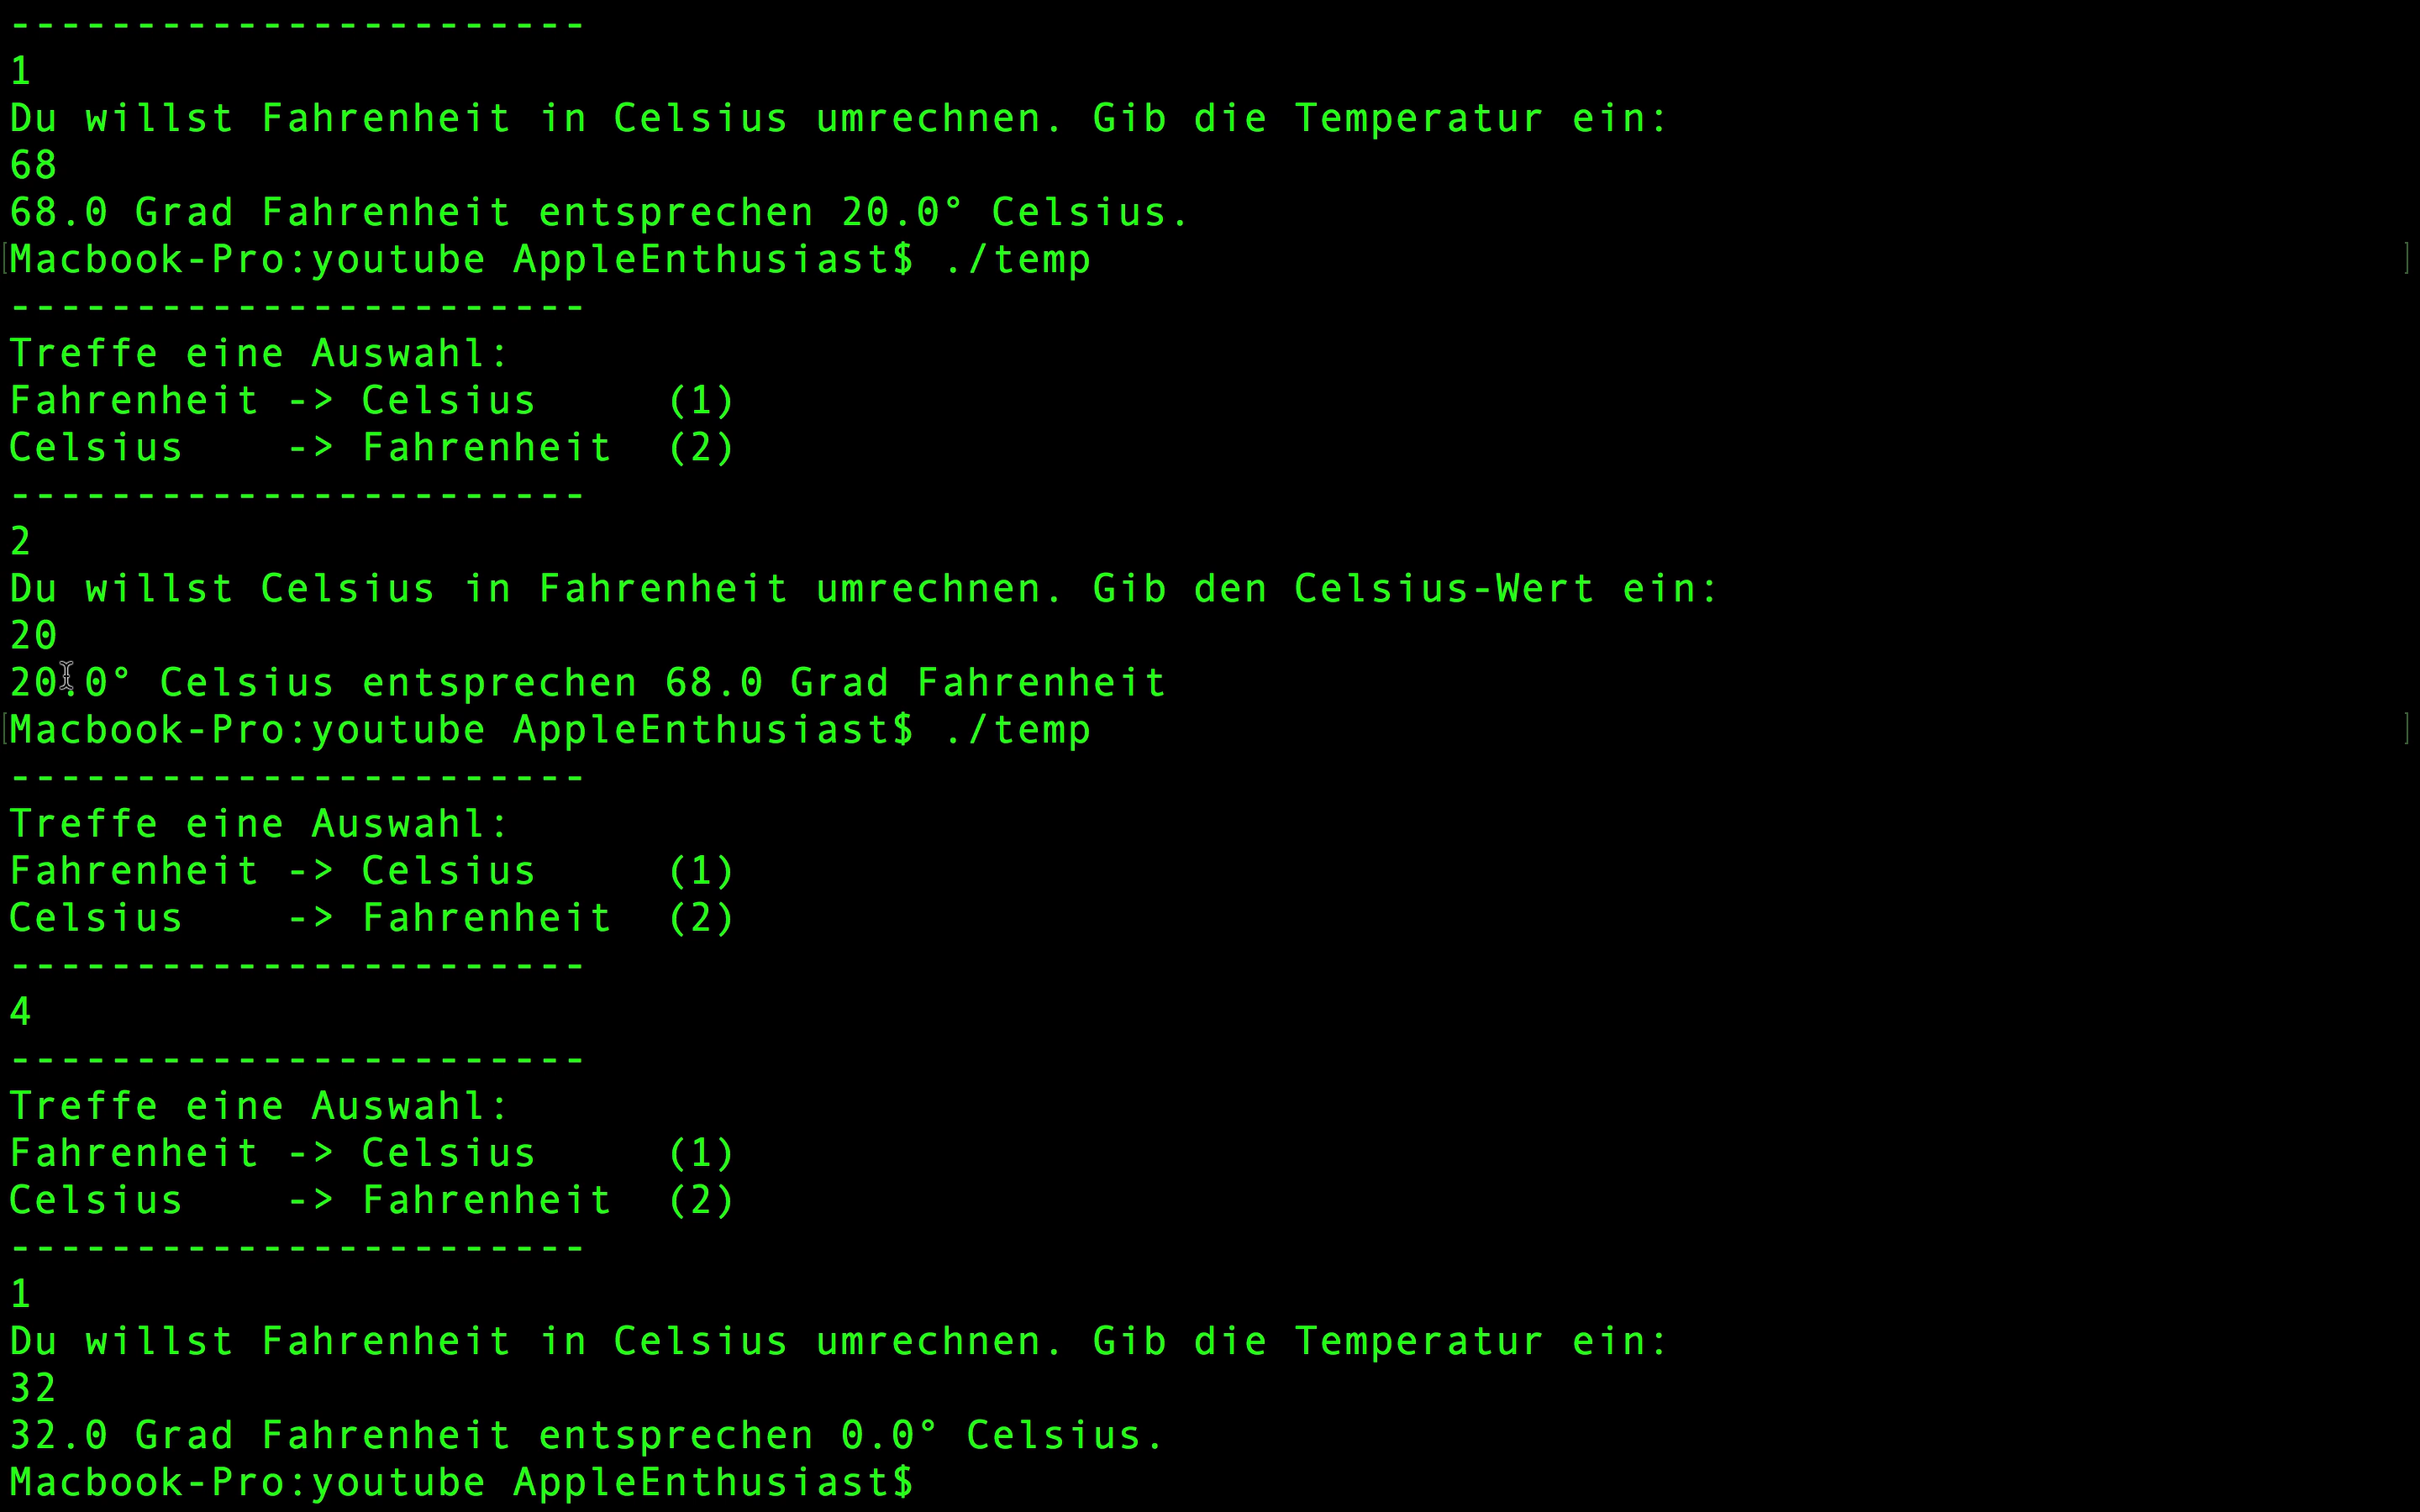 -----------------------
1
Du willst Fahrenheit in Celsius umrechnen. Gib die Temperatur ein:
68
68.0 Grad Fahrenheit entsprechen 20.0° Celsius.
[Macbook-Pro:youtube AppleEnthusiast$ ./temp ]
-----------------------
Treffe eine Auswahl:
Fahrenheit -> Celsius     (1)
Celsius    -> Fahrenheit  (2)
-----------------------
2
Du willst Celsius in Fahrenheit umrechnen. Gib den Celsius-Wert ein:
20
20.0° Celsius entsprechen 68.0 Grad Fahrenheit
[Macbook-Pro:youtube AppleEnthusiast$ ./temp ]
-----------------------
Treffe eine Auswahl:
Fahrenheit -> Celsius     (1)
Celsius    -> Fahrenheit  (2)
-----------------------
4
-----------------------
Treffe eine Auswahl:
Fahrenheit -> Celsius     (1)
Celsius    -> Fahrenheit  (2)
-----------------------
1
Du willst Fahrenheit in Celsius umrechnen. Gib die Temperatur ein:
32
32.0 Grad Fahrenheit entsprechen 0.0° Celsius.
Macbook-Pro:youtube AppleEnthusiast$